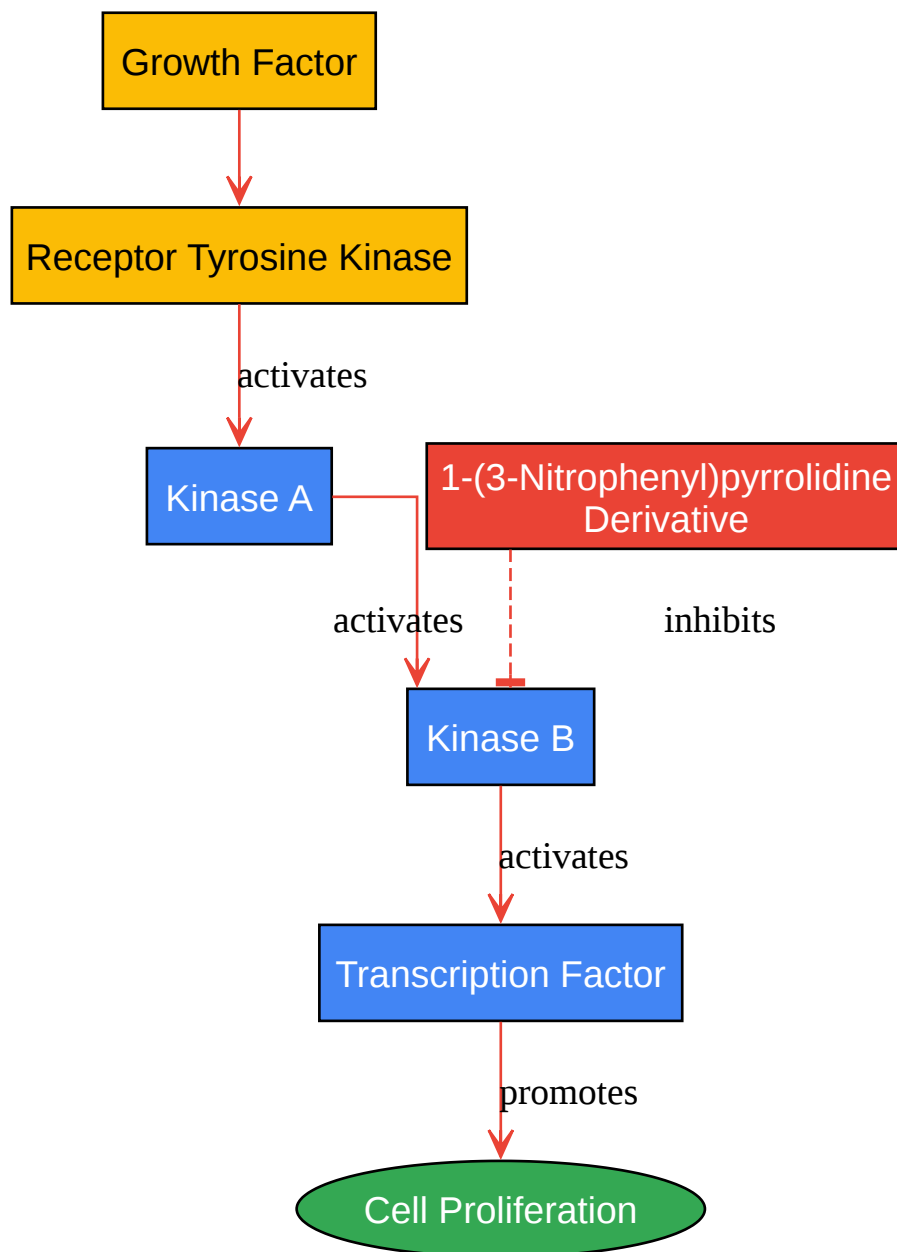 Growth Factor
Receptor Tyrosine Kinase
activates
Kinase A
1-(3-Nitrophenyl)pyrrolidine
Derivative
activates
inhibits
Kinase B
activates
Transcription Factor
promotes
Cell Proliferation